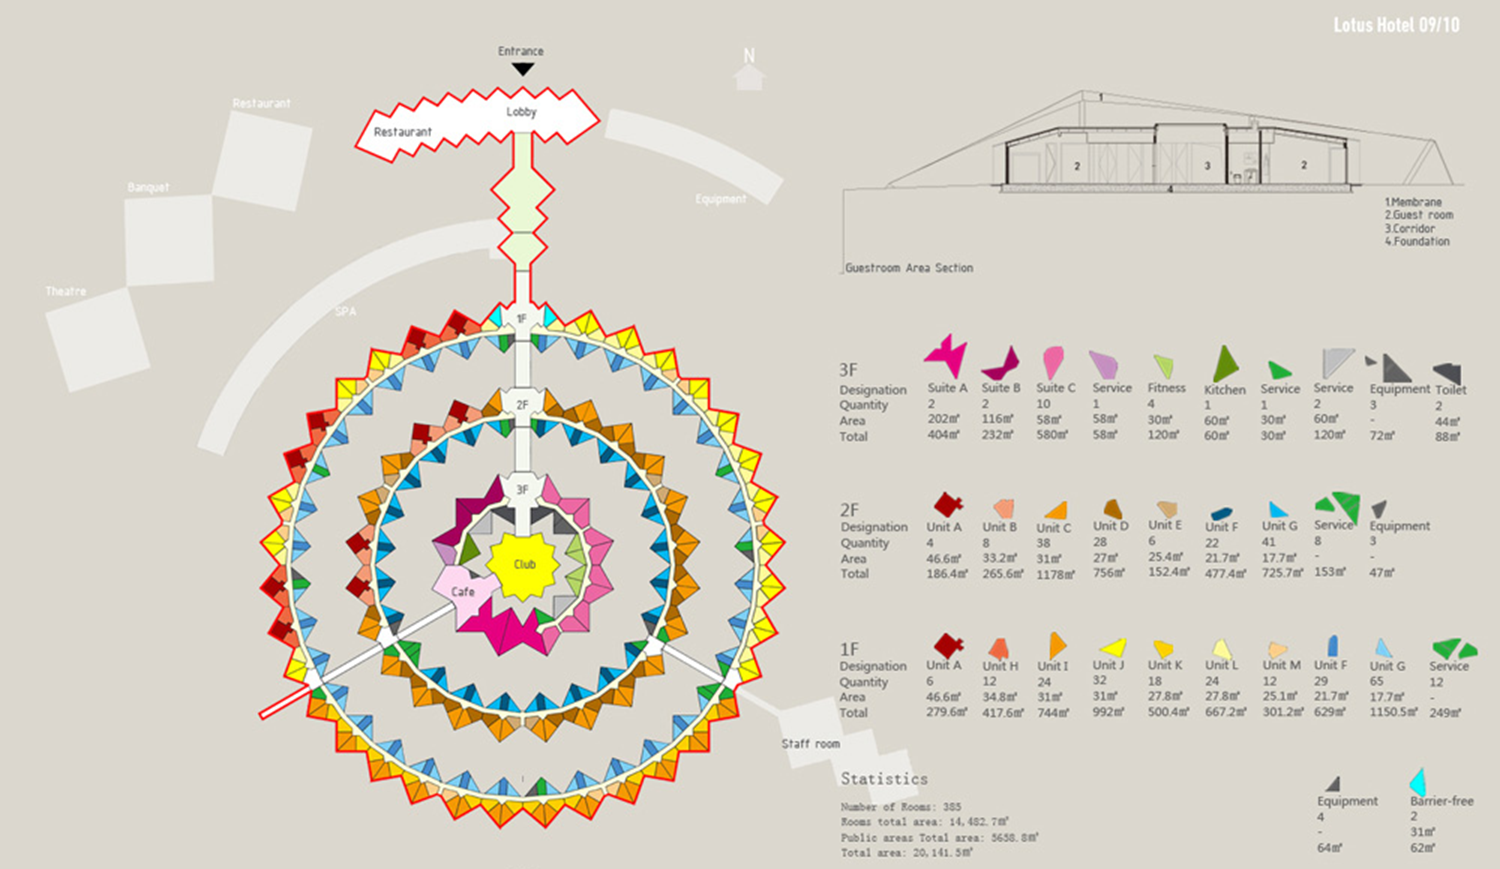 Lotus Hotel 09/10
Entrance
N
Lobby
Restaurant
Restaurant
Banquet
Equipment
Theatre
SPA
1F
2F
3F
Club
Cafe
Staff room
1
2
3
2
4
1.Membrane
2.Guest room
3.Corridor
4.Foundation
Guestroom Area Section
3F
Designation Suite A Suite B Suite C Service Fitness Kitchen Service Service Equipment Toilet
Quantity 2 2 10 1 4 1 1 2 3 2
Area 202㎡ 116㎡ 58㎡ 58㎡ 30㎡ 60㎡ 30㎡ 60㎡ - 44㎡
Total 404㎡ 232㎡ 580㎡ 58㎡ 120㎡ 60㎡ 30㎡ 120㎡ 72㎡ 88㎡
2F
Designation Unit A Unit B Unit C Unit D Unit E Unit F Unit G Service Equipment
Quantity 4 8 38 28 6 22 41 8 3
Area 46.6㎡ 33.2㎡ 31㎡ 27㎡ 25.4㎡ 21.7㎡ 17.7㎡ - -
Total 186.4㎡ 265.6㎡ 1178㎡ 756㎡ 152.4㎡ 477.4㎡ 725.7㎡ 153㎡ 47㎡
1F
Designation Unit A Unit H Unit I Unit J Unit K Unit L Unit M Unit F Unit G Service
Quantity 6 12 24 32 18 24 12 29 65 12
Area 46.6㎡ 34.8㎡ 31㎡ 31㎡ 27.8㎡ 27.8㎡ 25.1㎡ 21.7㎡ 17.7㎡ -
Total 279.6㎡ 417.6㎡ 744㎡ 992㎡ 500.4㎡ 667.2㎡ 301.2㎡ 629㎡ 1150.5㎡ 249㎡
Statistics
Number of Rooms: 385
Rooms total area: 14,482.7㎡
Public areas Total area: 5658.8㎡
Total area: 20,141.5㎡
Equipment Barrier-free
4 2
- 31㎡
64㎡ 62㎡